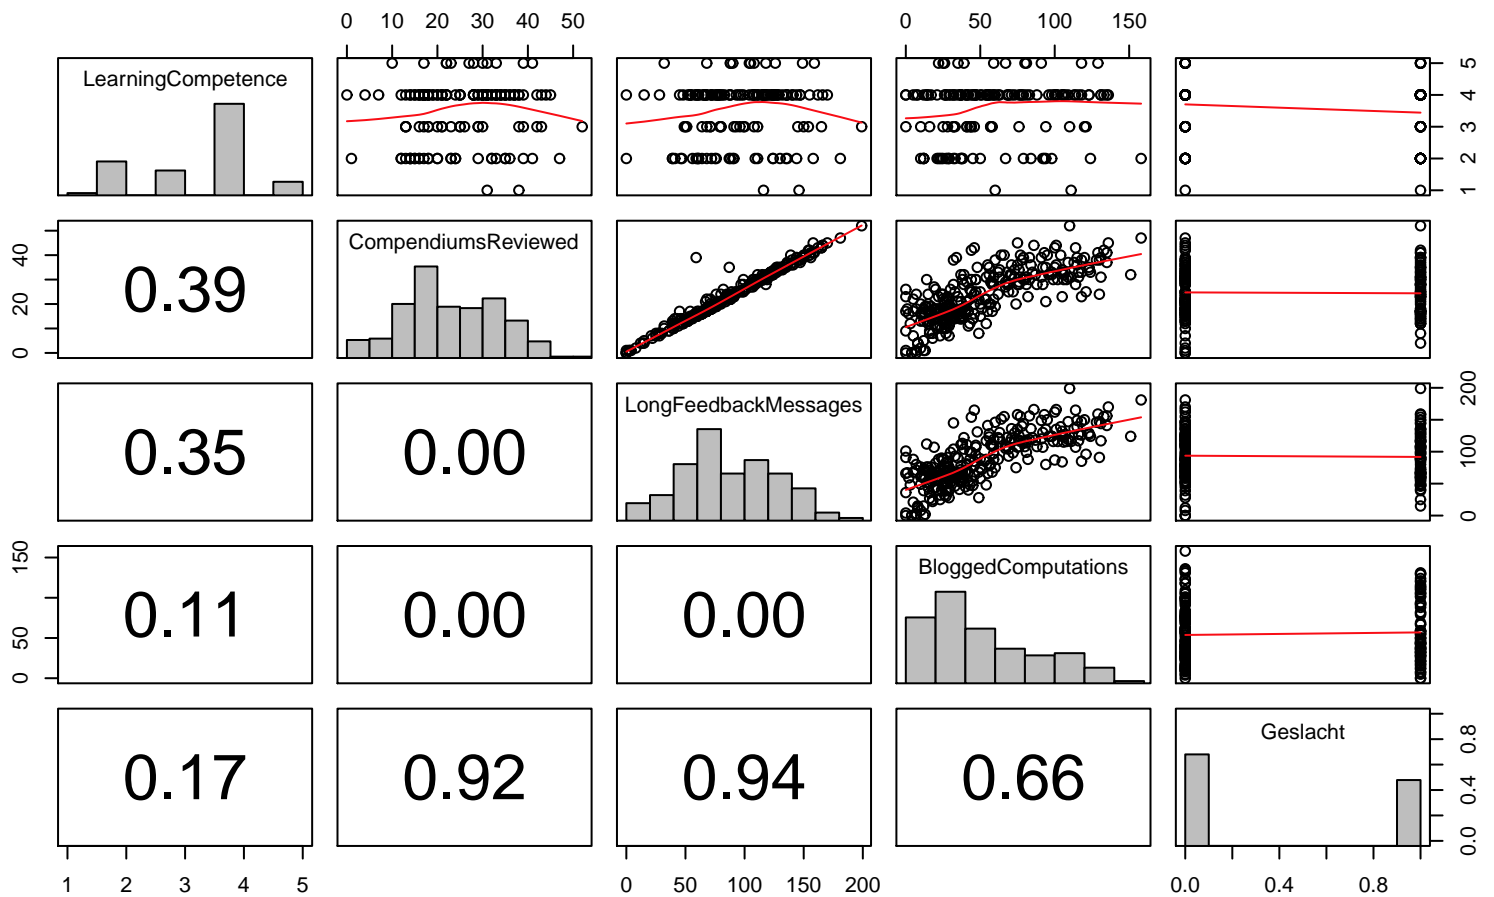 0 10 20 30 40 50 0 50 100 150
LearningCompetence
1 2 3 4 5
0 20 40
0.39
CompendiumsReviewed
0.35
0.00
LongFeedbackMessages
0 100 200
0 50 150
0.11
0.00
0.00
BloggedComputations
0.17
0.92
0.94
0.66
Geslacht
0.0 0.4 0.8
1 2 3 4 5 0 50 100 150 200 0.0 0.4 0.8